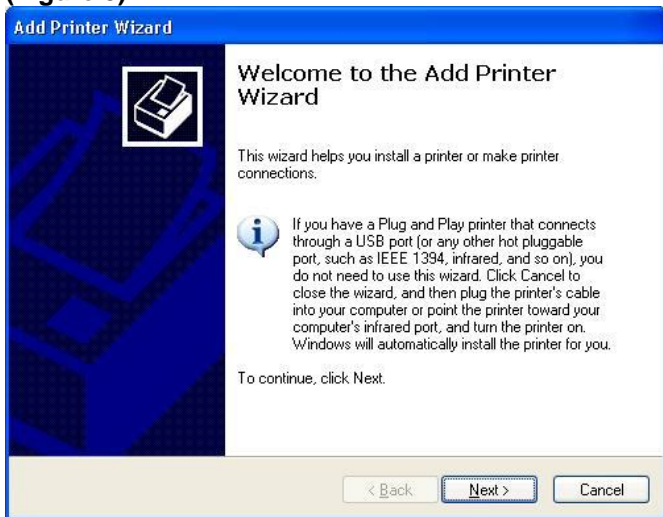 Add Printer Wizard
Welcome to the Add Printer
Wizard
This wizard helps you install a printer or make printer
connections.
If you have a Plug and Play printer that connects
through a USB port (or any other hot pluggable
port, such as IEEE 1394, infrared, and so on), you
do not need to use this wizard. Click Cancel to
close the wizard, and then plug the printer's cable
into your computer or point the printer toward your
computer's infrared port, and turn the printer on.
Windows will automatically install the printer for you.
To continue, click Next.
< Back Next > Cancel